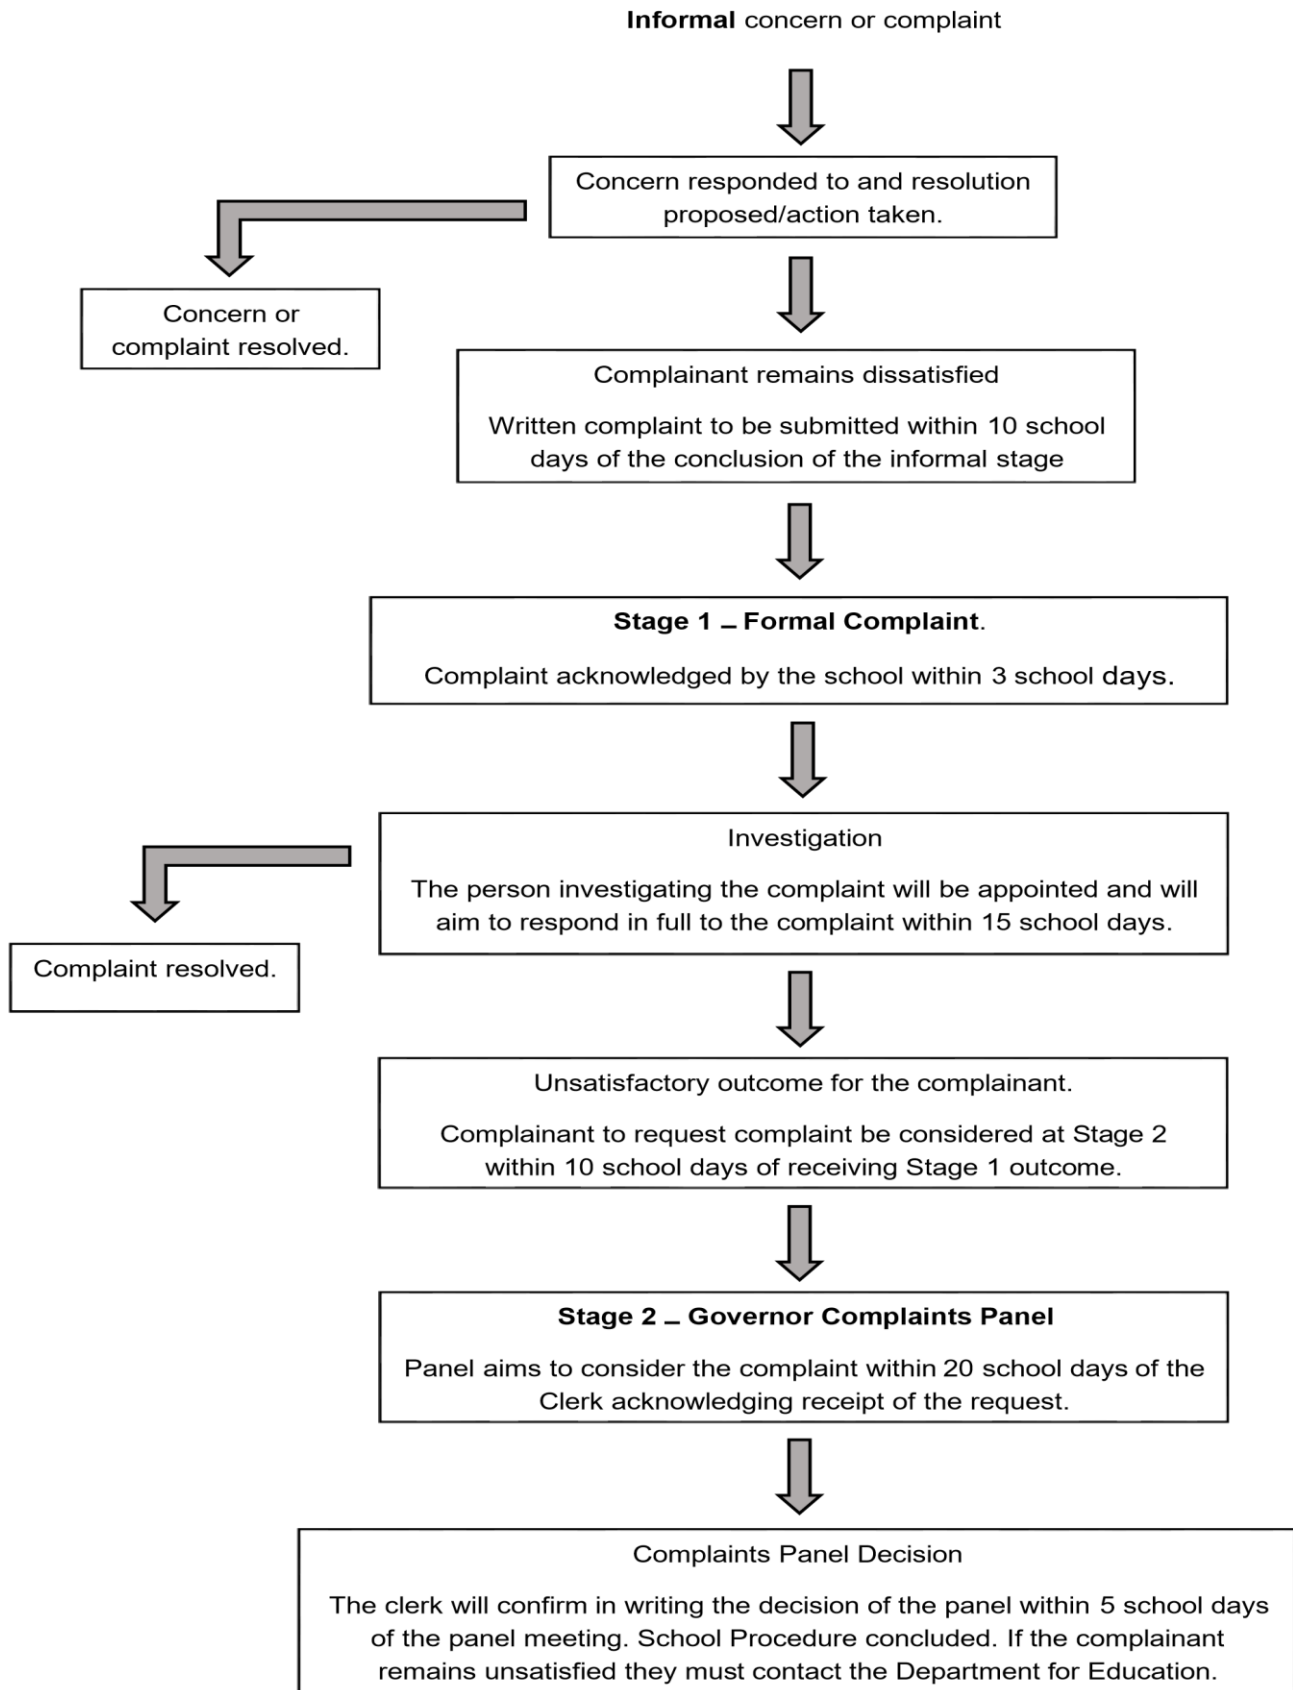 Informal concern or complaint
Concern responded to and resolution
proposed/action taken.
Concern or
complaint resolved.
Complainant remains dissatisfied
Written complaint to be submitted within 10 school
days of the conclusion of the informal stage
Stage 1 – Formal Complaint.
Complaint acknowledged by the school within 3 school days.
Investigation
The person investigating the complaint will be appointed and will
aim to respond in full to the complaint within 15 school days.
Complaint resolved.
Unsatisfactory outcome for the complainant.
Complainant to request complaint be considered at Stage 2
within 10 school days of receiving Stage 1 outcome.
Stage 2 – Governor Complaints Panel
Panel aims to consider the complaint within 20 school days of the
Clerk acknowledging receipt of the request.
Complaints Panel Decision
The clerk will confirm in writing the decision of the panel within 5 school days
of the panel meeting. School Procedure concluded. If the complainant
remains unsatisfied they must contact the Department for Education.